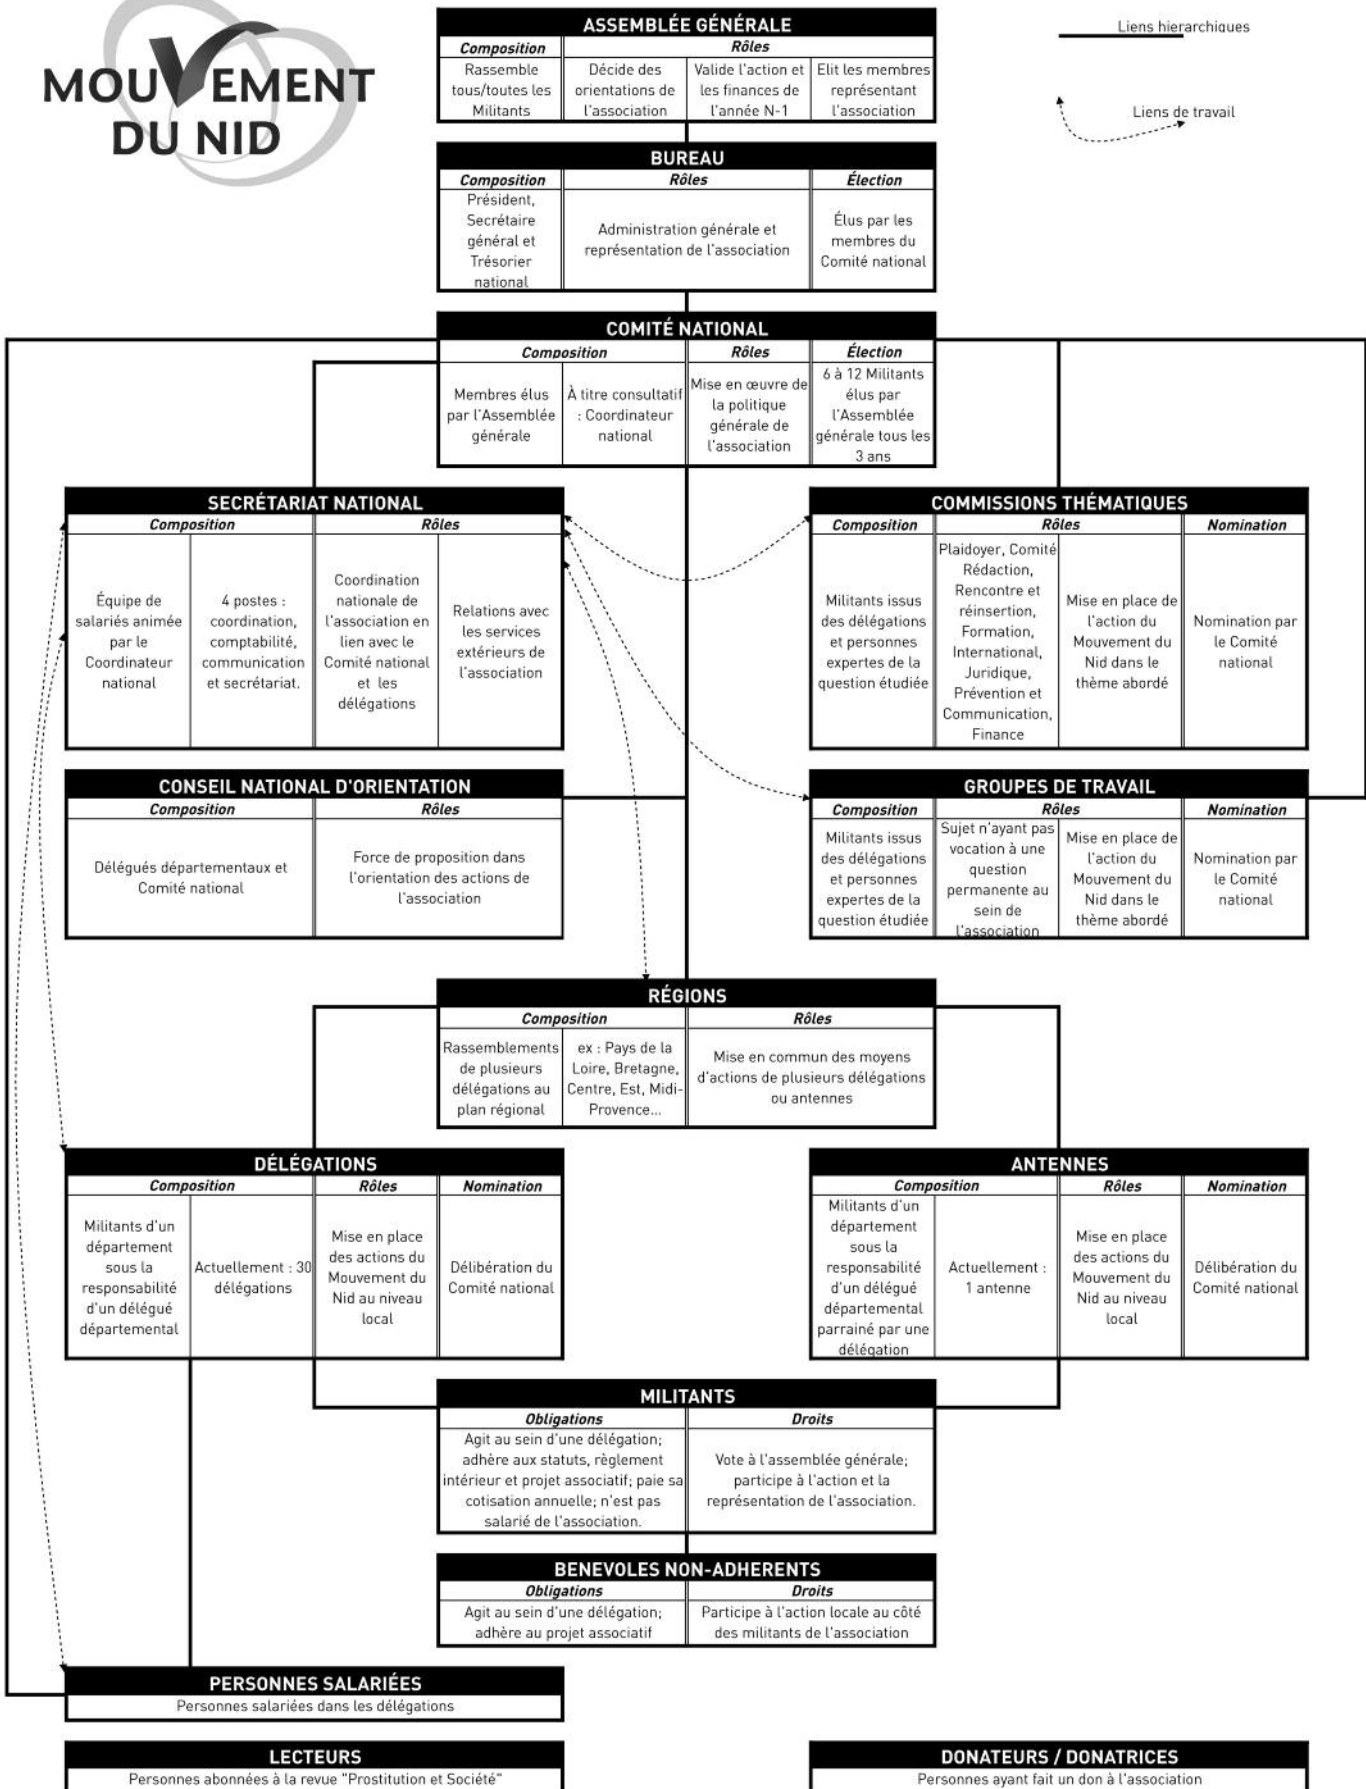 MOUVEMENT
DU NID
Liens hierarchiques
Liens de travail
ASSEMBLÉE GÉNÉRALE
Composition
Rôles
Rassemble
tous/toutes les
Militants
Décide des
orientations de
l'association
Valide l'action et
les finances de
l'année N-1
Elit les membres
représentant
l'association
BUREAU
Composition
Rôles
Élection
Président,
Secrétaire
général et
Trésorier
national
Administration générale et
représentation de l'association
Élus par les
membres du
Comité national
COMITÉ NATIONAL
Composition
Rôles
Élection
Membres élus
par l'Assemblée
générale
À titre consultatif
: Coordinateur
national
Mise en œuvre de
la politique
générale de
l'association
6 à 12 Militants
élus par
l'Assemblée
générale tous les
3 ans
SECRÉTARIAT NATIONAL
Composition
Rôles
Équipe de
salariés animée
par le
Coordinateur
national
4 postes :
coordination,
comptabilité,
communication
et secrétariat.
Coordination
nationale de
l'association en
lien avec le
Comité national
et les
délégations
Relations avec
les services
extérieurs de
l'association
COMMISSIONS THÉMATIQUES
Composition
Rôles
Nomination
Militants issus
des délégations
et personnes
expertes de la
question étudiée
Plaidoyer, Comité
Rédaction,
Rencontre et
réinsertion,
Formation,
International,
Juridique,
Prévention et
Communication,
Finance
Mise en place de
l'action du
Mouvement du
Nid dans le
thème abordé
Nomination par
le Comité
national
CONSEIL NATIONAL D'ORIENTATION
Composition
Rôles
Délégués départementaux et
Comité national
Force de proposition dans
l'orientation des actions de
l'association
GROUPES DE TRAVAIL
Composition
Rôles
Nomination
Militants issus
des délégations
et personnes
expertes de la
question étudiée
Sujet n'ayant pas
vocation à une
question
permanente au
sein de
l'association
Mise en place de
l'action du
Mouvement du
Nid dans le
thème abordé
Nomination par
le Comité
national
RÉGIONS
Composition
Rôles
Rassemblements
de plusieurs
délégations au
plan régional
ex : Pays de la
Loire, Bretagne,
Centre, Est, Midi-
Provence...
Mise en commun des moyens
d'actions de plusieurs délégations
ou antennes
DÉLÉGATIONS
Composition
Rôles
Nomination
Militants d'un
département
sous la
responsabilité
d'un délégué
départemental
Actuellement : 30
délégations
Mise en place
des actions du
Mouvement du
Nid au niveau
local
Délibération du
Comité national
ANTENNES
Composition
Rôles
Nomination
Militants d'un
département
sous la
responsabilité
d'un délégué
départemental
parrainé par une
délégation
Actuellement :
1 antenne
Mise en place
des actions du
Mouvement du
Nid au niveau
local
Délibération du
Comité national
MILITANTS
Obligations
Droits
Agit au sein d'une délégation;
adhère aux statuts, règlement
intérieur et projet associatif; paie sa
cotisation annuelle; n'est pas
salarié de l'association.
Vote à l'assemblée générale;
participe à l'action et la
représentation de l'association.
BENEVOLES NON-ADHERENTS
Obligations
Droits
Agit au sein d'une délégation;
adhère au projet associatif
Participe à l'action locale au côté
des militants de l'association
PERSONNES SALARIÉES
Personnes salariées dans les délégations
LECTEURS
Personnes abonnées à la revue "Prostitution et Société"
DONATEURS / DONATRICES
Personnes ayant fait un don à l'association